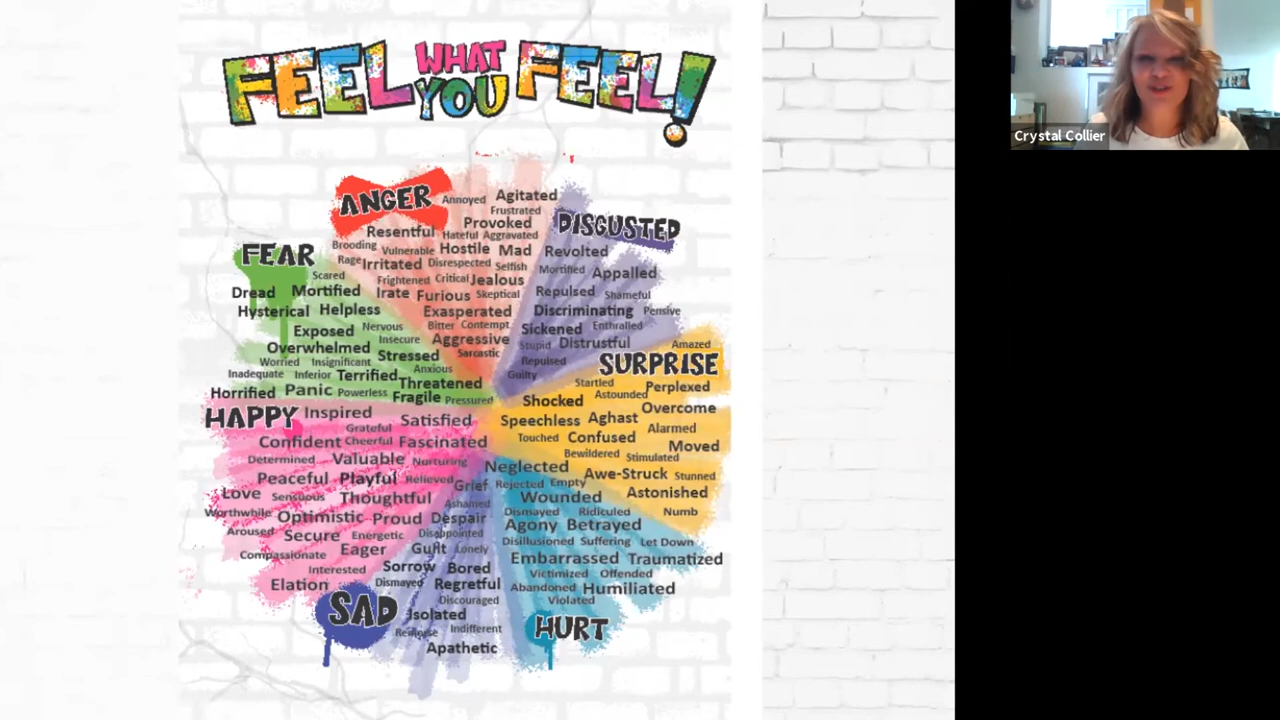 FEEL WHAT YOU FEEL!
ANGER
Annoyed Agitated
Frustrated
Resentful Provoked
Brooding Vulnerable Hateful Aggravated
Hostile Mad
Rage Irritated Disrespected Selfish
Frightened Critical Jealous
Irate Furious Skeptical
Exasperated
Bitter Contempt
Aggressive
Sarcastic
DISGUSTED
Revolted
Mortified Appalled
Repulsed Shameful
Discriminating Pensive
Sickened Enthralled
Stupid Distrustful
Repulsed
Guilty
FEAR
Scared
Dread Mortified
Hysterical Helpless
Exposed Nervous
Insecure
Overwhelmed
Worried Insignificant Stressed
Anxious
Inadequate Inferior Terrified Threatened
Horrified Panic Powerless Fragile Pressured
SURPRISE
Amazed
Startled Perplexed
Astounded
Shocked Overcome
Speechless Aghast Alarmed
Touched Confused Moved
Bewildered Stimulated
Awe-Struck Stunned
Astonished
Numb
HAPPY Inspired
Grateful Satisfied
Confident Cheerful Fascinated
Determined Valuable Nurturing
Peaceful Playful Relieved
Love Sensuous Thoughtful
Worthwhile Optimistic Proud
Aroused Secure Energetic
Compassionate Eager
Interested
Elation
Grief
Ashamed
Despair
Disappointed
Guilt Lonely
Sorrow Bored
Dismayed Regretful
Discouraged
SAD Isolated
Remorse Indifferent
Apathetic
Neglected
Rejected Empty
Wounded
Dismayed Ridiculed
Agony Betrayed
Disillusioned Suffering Let Down
Embarrassed Traumatized
Victimized Offended
Abandoned Humiliated
Violated
HURT
Crystal Collier